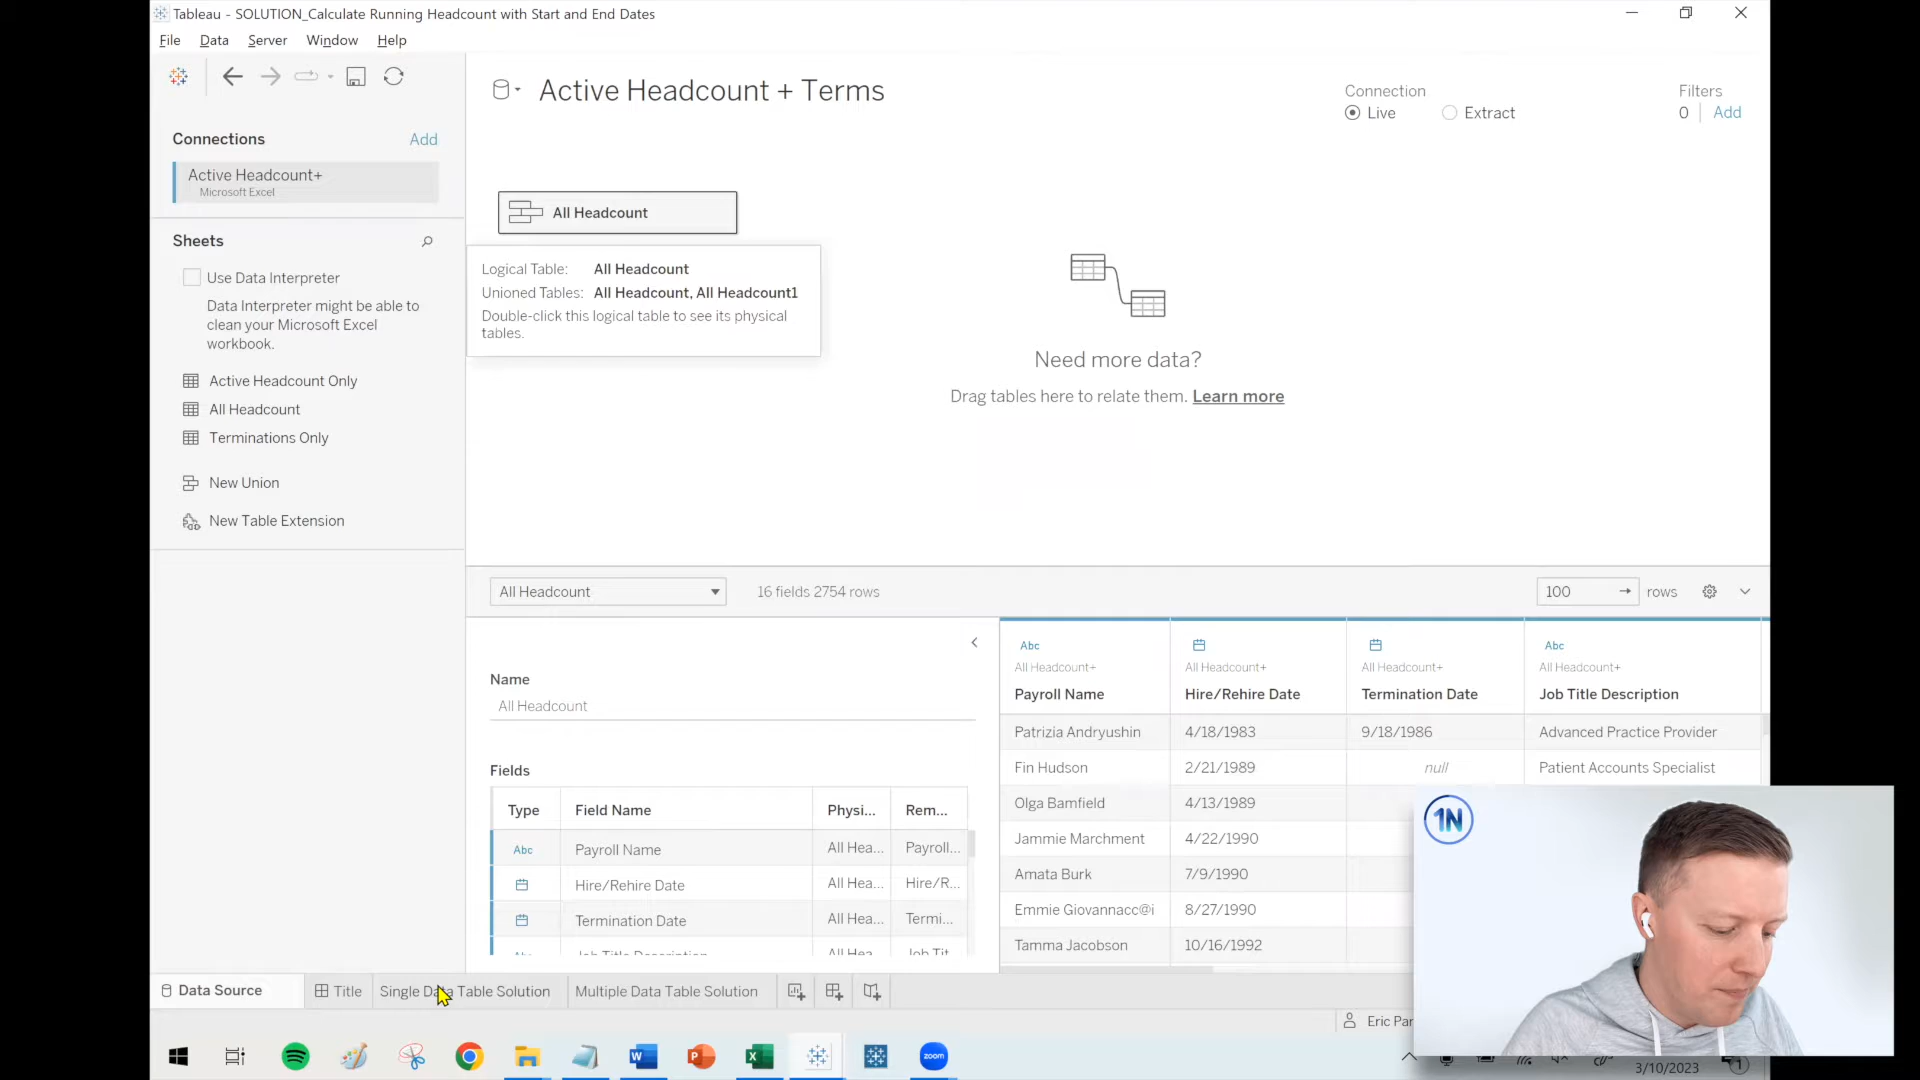 Tableau - SOLUTION_Calculate Running Headcount with Start and End Dates
File Data Server Window Help
Active Headcount + Terms
Connection
Live Extract
Filters
0 Add
Connections Add
Active Headcount+
Microsoft Excel
Sheets
Use Data Interpreter
Data Interpreter might be able to
clean your Microsoft Excel
workbook.
Active Headcount Only
All Headcount
Terminations Only
New Union
New Table Extension
All Headcount
Logical Table: All Headcount
Unioned Tables: All Headcount, All Headcount1
Double-click this logical table to see its physical
tables.
Need more data?
Drag tables here to relate them. Learn more
All Headcount 16 fields 2754 rows 100 rows
Name
All Headcount
Fields
Type Field Name Physi... Rem...
Abc Payroll Name All Hea... Payroll...
Hire/Rehire Date All Hea... Hire/R...
Termination Date All Hea... Termi...
Abc Abc
All Headcount+ All Headcount+ All Headcount+ All Headcount+
Payroll Name Hire/Rehire Date Termination Date Job Title Description
Patrizia Andryushin 4/18/1983 9/18/1986 Advanced Practice Provider
Fin Hudson 2/21/1989 null Patient Accounts Specialist
Olga Bamfield 4/13/1989
Jammie Marchment 4/22/1990
Amata Burk 7/9/1990
Emmie Giovannacc@i 8/27/1990
Tamma Jacobson 10/16/1992
1N
Data Source Title Single Data Table Solution Multiple Data Table Solution
Eric Par
zoom
3/10/2023
1